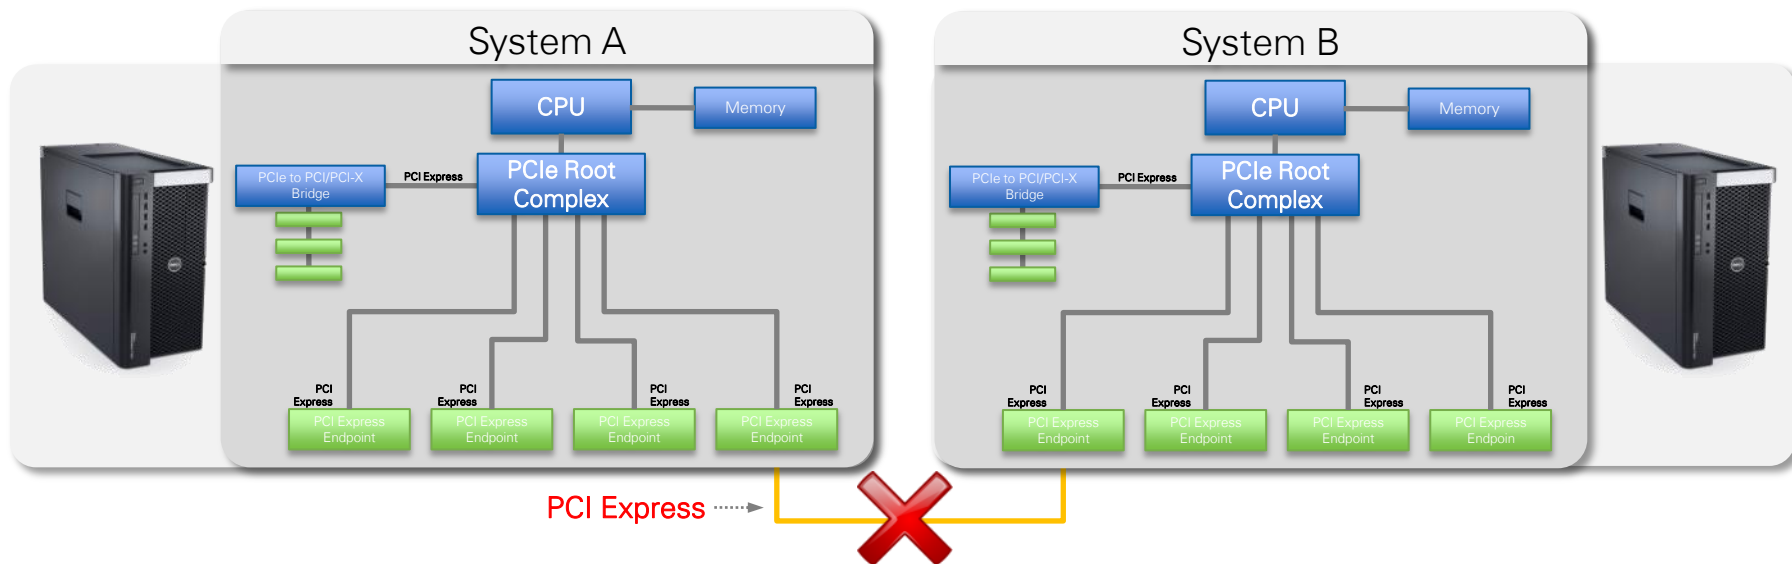 System A
CPU
Memory
PCIe to PCI/PCI-X
Bridge
PCI Express
PCIe Root
Complex
PCI
Express
PCI
Express
PCI
Express
PCI
Express
PCI Express
Endpoint
PCI Express
Endpoint
PCI Express
Endpoint
PCI Express
Endpoint
System B
CPU
Memory
PCIe to PCI/PCI-X
Bridge
PCI Express
PCIe Root
Complex
PCI
Express
PCI
Express
PCI
Express
PCI
Express
PCI Express
Endpoint
PCI Express
Endpoint
PCI Express
Endpoint
PCI Express
Endpoin
PCI Express